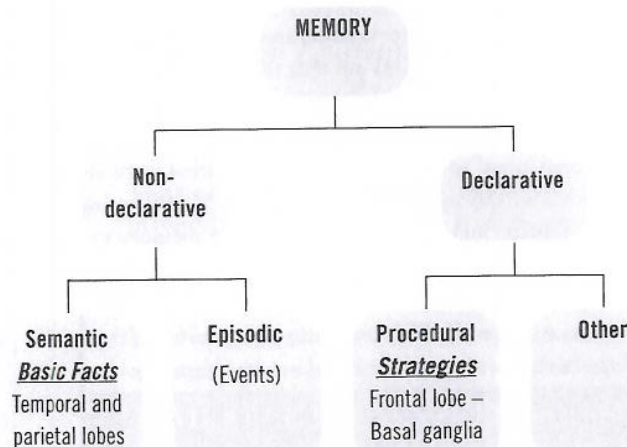 MEMORY
Non-
declarative
Declarative
Semantic
Basic Facts
Temporal and
parietal lobes
Episodic
(Events)
Procedural
Strategies
Frontal lobe –
Basal ganglia
Other